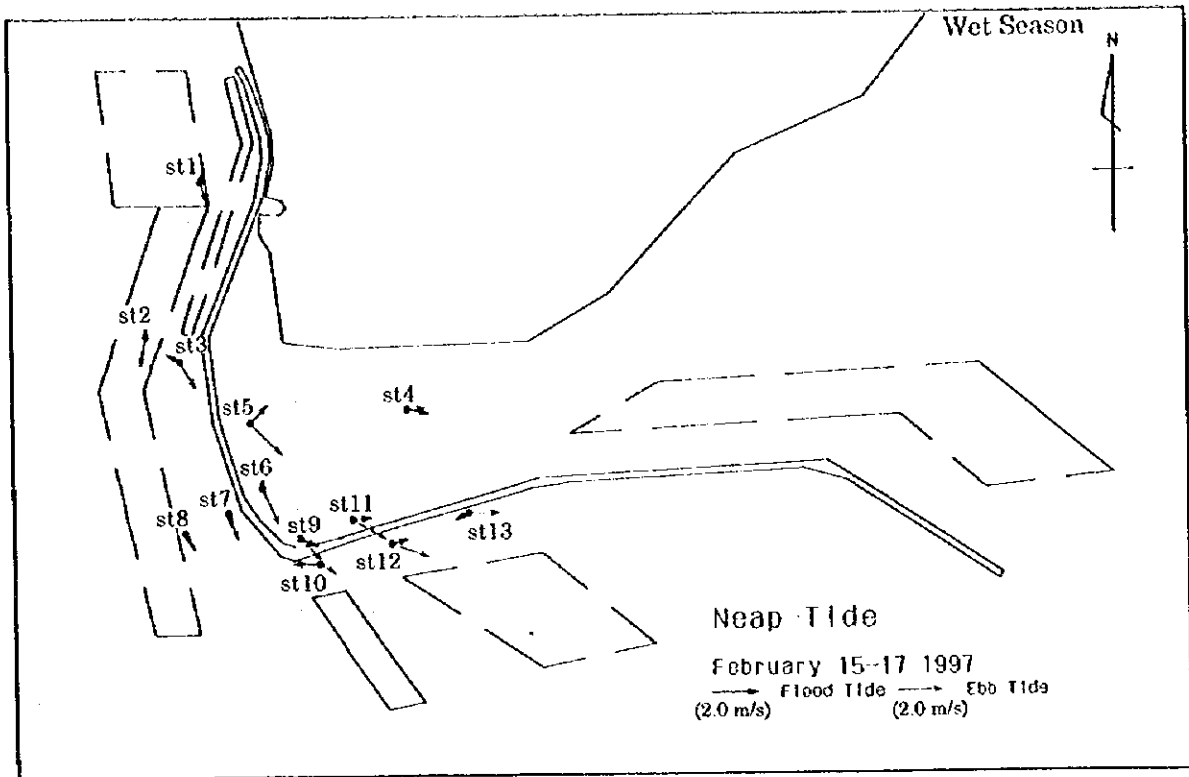 Wet Season
N
st1
st2
st3
st4
st5
st6
st7
st8
st9
st10
st11
st12
st13
Neap Tide
February 15-17 1997
Flood Tide Ebb Tide
(2.0 m/s) (2.0 m/s)